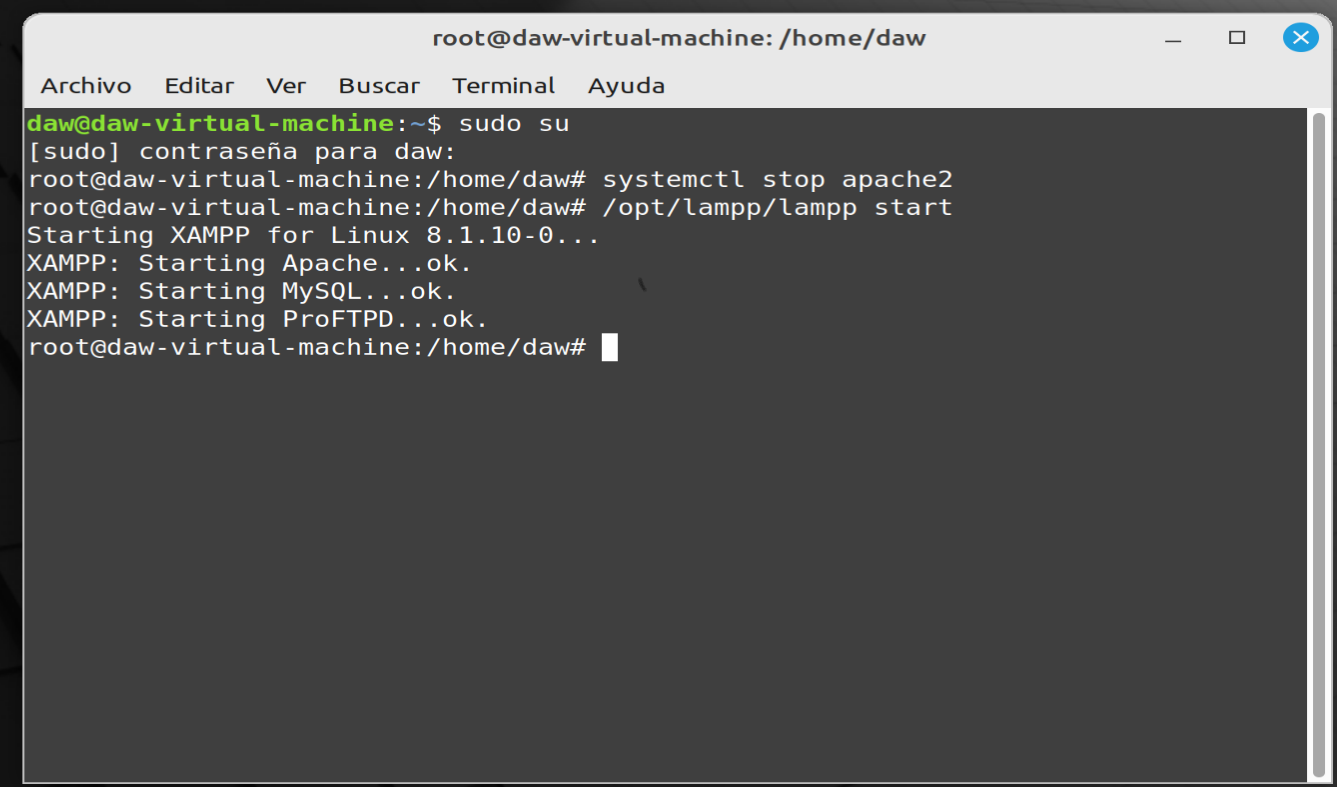 root@daw-virtual-machine: /home/daw
Archivo Editar Ver Buscar Terminal Ayuda
daw@daw-virtual-machine:~$ sudo su
[sudo] contraseña para daw:
root@daw-virtual-machine:/home/daw# systemctl stop apache2
root@daw-virtual-machine:/home/daw# /opt/lampp/lampp start
Starting XAMPP for Linux 8.1.10-0...
XAMPP: Starting Apache...ok.
XAMPP: Starting MySQL...ok.
XAMPP: Starting ProFTPD...ok.
root@daw-virtual-machine:/home/daw#